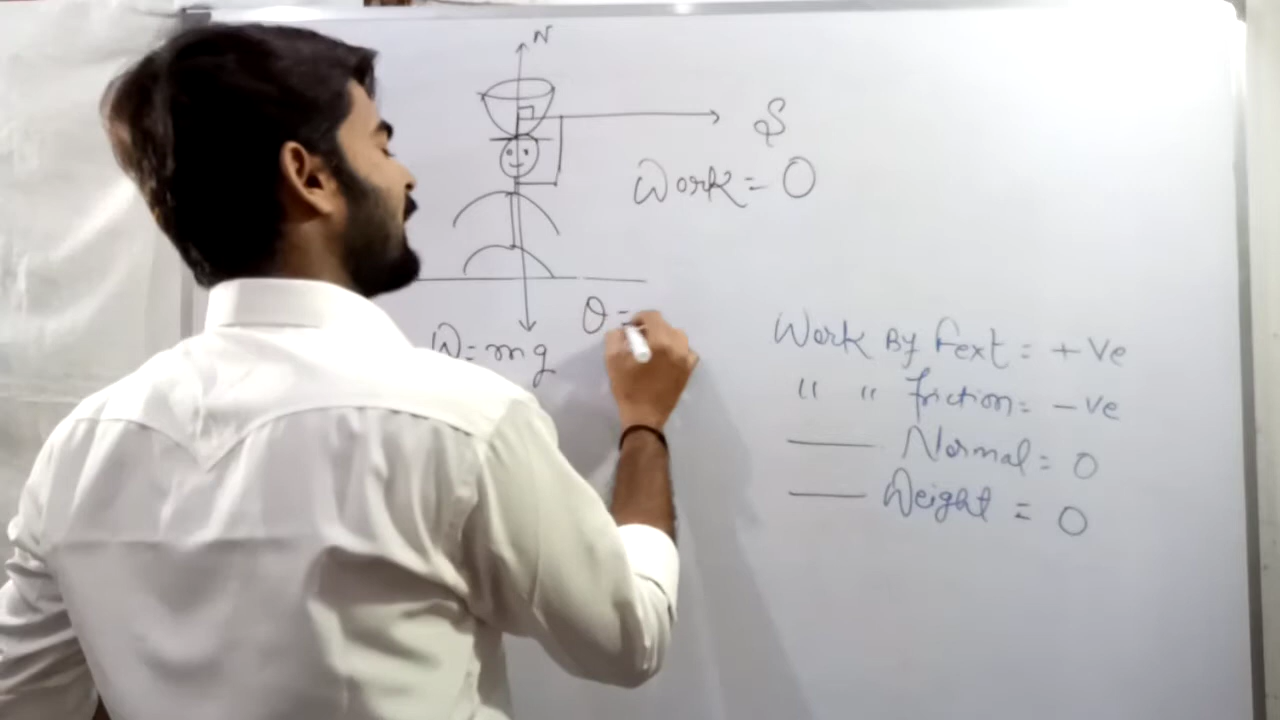 N
S
Work = 0
θ =
W = mg
Work By Fext = +ve
" " friction = -ve
—— Normal = 0
—— Weight = 0